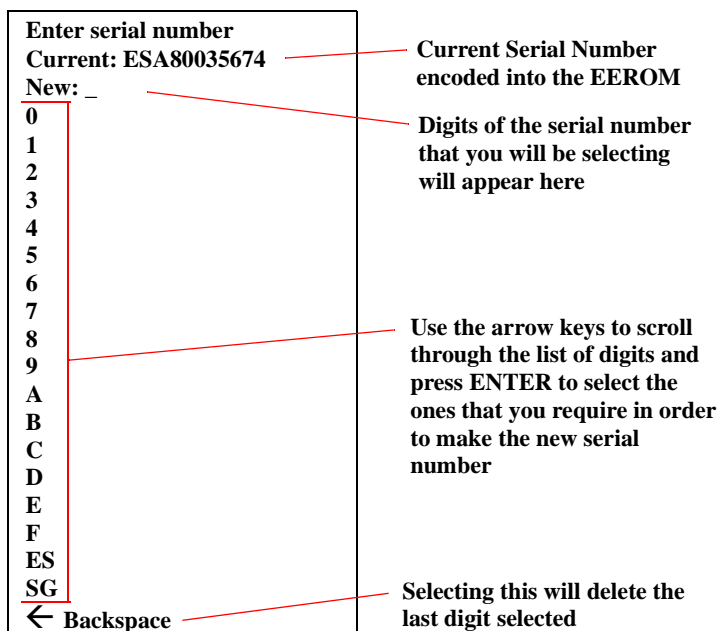 Enter serial number
Current: ESA80035674
New: _
0
1
2
3
4
5
6
7
8
9
A
B
C
D
E
F
ES
SG
← Backspace
Current Serial Number
encoded into the EEROM
Digits of the serial number
that you will be selecting
will appear here
Use the arrow keys to scroll
through the list of digits and
press ENTER to select the
ones that you require in order
to make the new serial
number
Selecting this will delete the
last digit selected